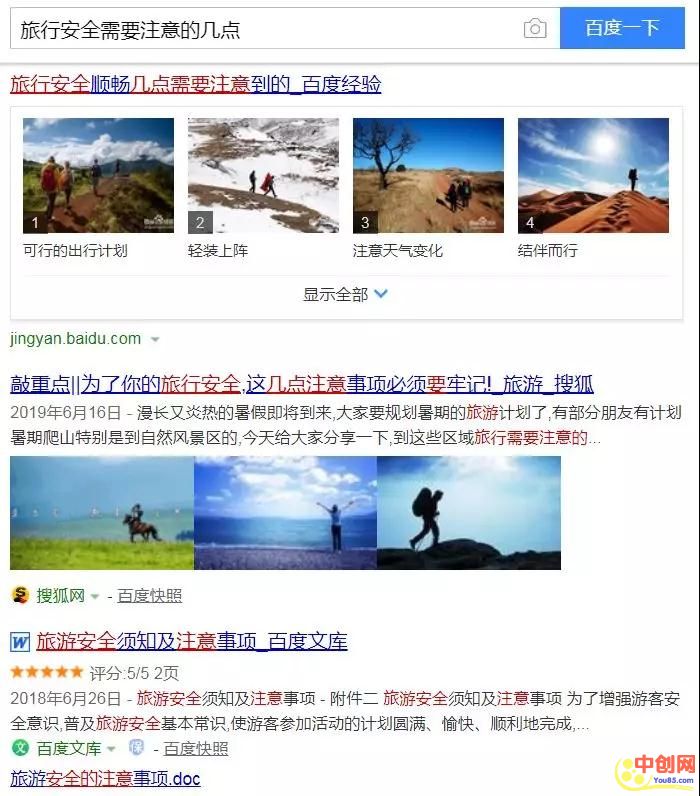 旅行安全需要注意的几点
百度一下
旅行安全顺畅几点需要注意到的_百度经验
1
2
3
4
可行的出行计划
轻装上阵
注意天气变化
结伴而行
显示全部
jingyan.baidu.com
敲重点||为了你的旅行安全,这几点注意事项必须要牢记!_旅游_搜狐
2019年6月16日 - 漫长又炎热的暑假即将到来,大家要规划暑期的旅游计划了,有部分朋友有计划
暑期爬山特别是到自然风景区的,今天给大家分享一下,到这些区域旅行需要注意的...
搜狐网 - 百度快照
W 旅游安全须知及注意事项_百度文库
评分:5/5 2页
2018年6月26日 - 旅游安全须知及注意事项 - 附件二 旅游安全须知及注意事项 为了增强游客安
全意识,普及旅游安全基本常识,使游客参加活动的计划圆满、愉快、顺利地完成,...
文 百度文库 保 - 百度快照
旅游安全的注意事项.doc
中创网
You85.com